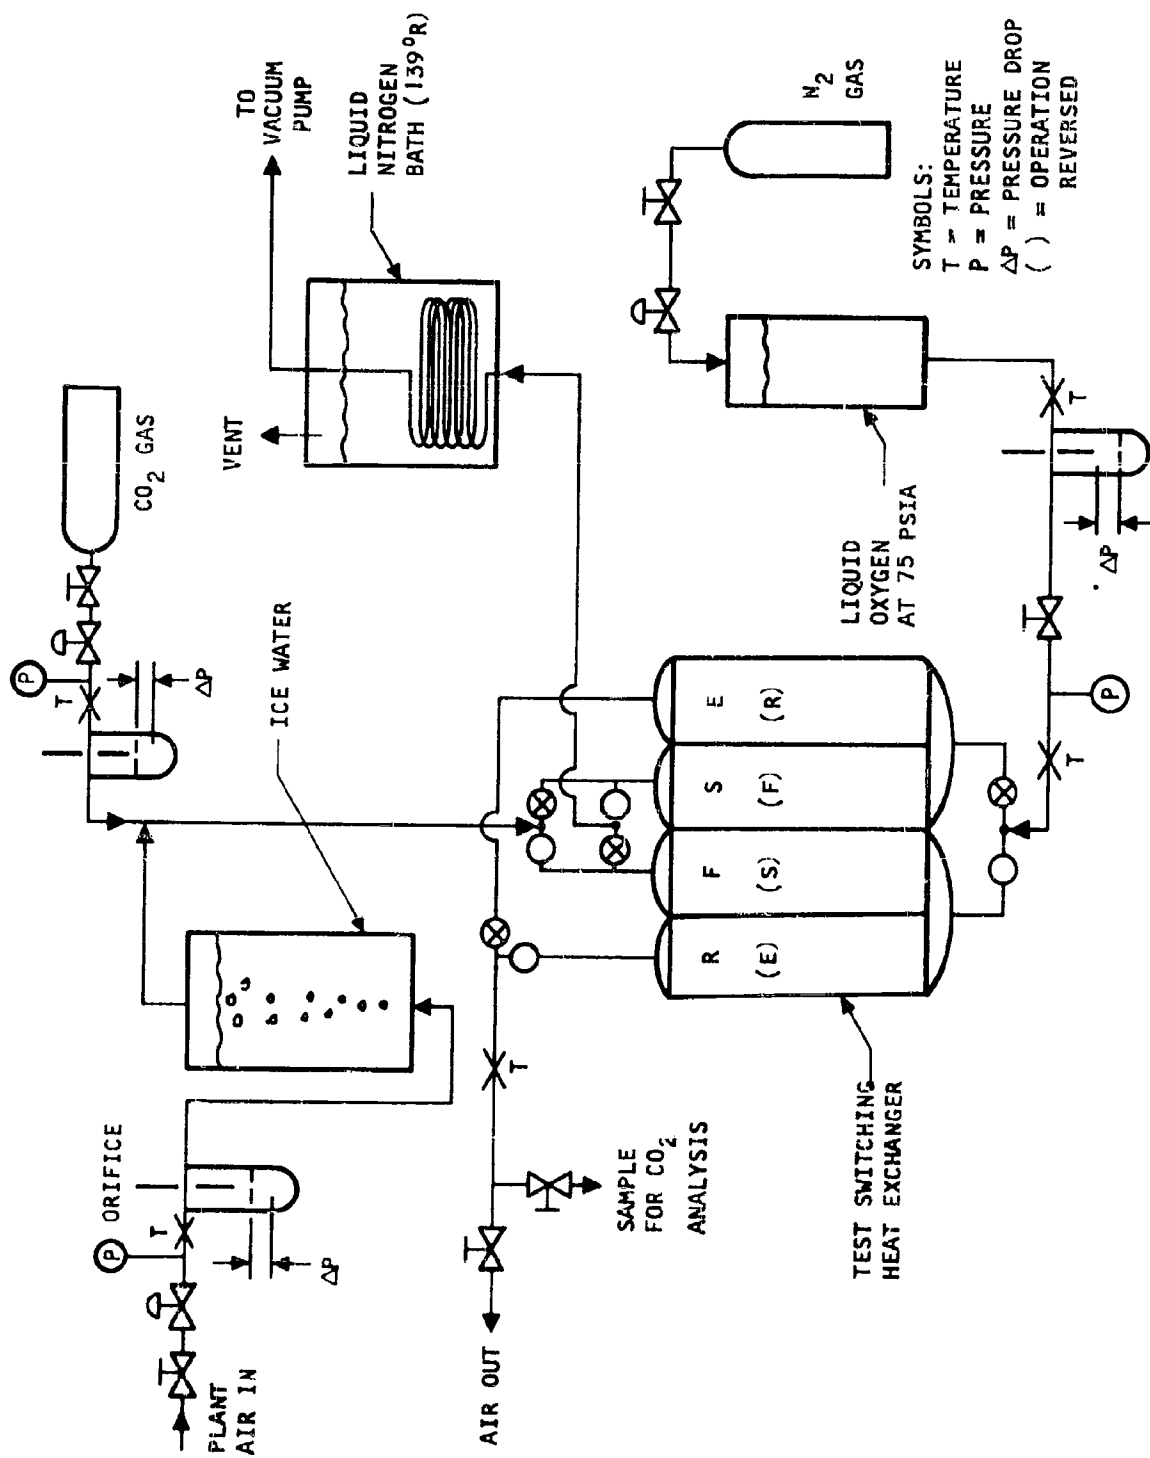 TO
VACUUM
PUMP
LIQUID
NITROGEN
BATH (139°R)
VENT
CO2 GAS
N2
GAS
SYMBOLS:
T = TEMPERATURE
P = PRESSURE
ΔP = PRESSURE DROP
( ) = OPERATION
REVERSED
P
T
ΔP
ICE WATER
LIQUID
OXYGEN
AT 75 PSIA
T
ΔP
P
T
E
(R)
S
(F)
F
(S)
R
(E)
ORIFICE
P
T
ΔP
PLANT
AIR IN
T
AIR OUT
SAMPLE
FOR CO2
ANALYSIS
TEST SWITCHING
HEAT EXCHANGER